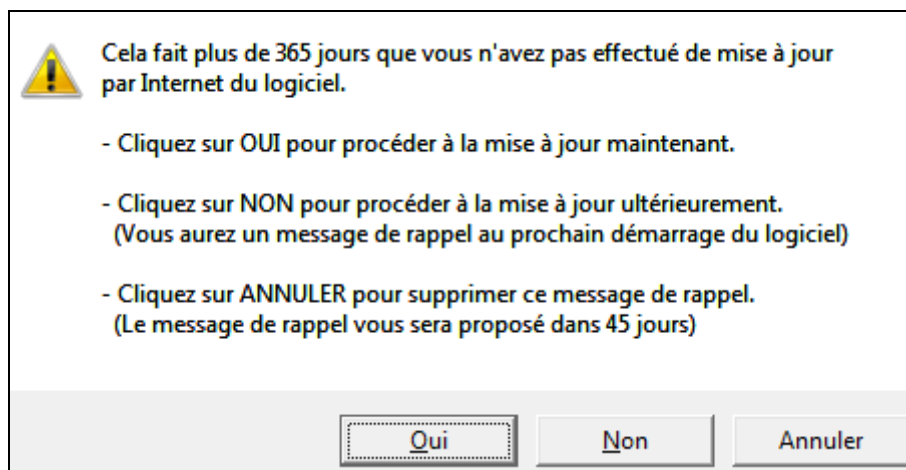 Cela fait plus de 365 jours que vous n'avez pas effectué de mise à jour
par Internet du logiciel.
- Cliquez sur OUI pour procéder à la mise à jour maintenant.
- Cliquez sur NON pour procéder à la mise à jour ultérieurement.
(Vous aurez un message de rappel au prochain démarrage du logiciel)
- Cliquez sur ANNULER pour supprimer ce message de rappel.
(Le message de rappel vous sera proposé dans 45 jours)
Oui Non Annuler